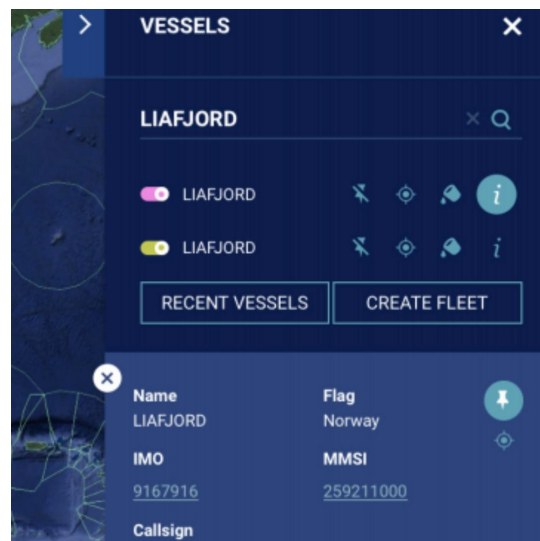 VESSELS
LIAFJORD
LIAFJORD
LIAFJORD
RECENT VESSELS CREATE FLEET
Name Flag
LIAFJORD Norway
IMO MMSI
9167916 259211000
Callsign